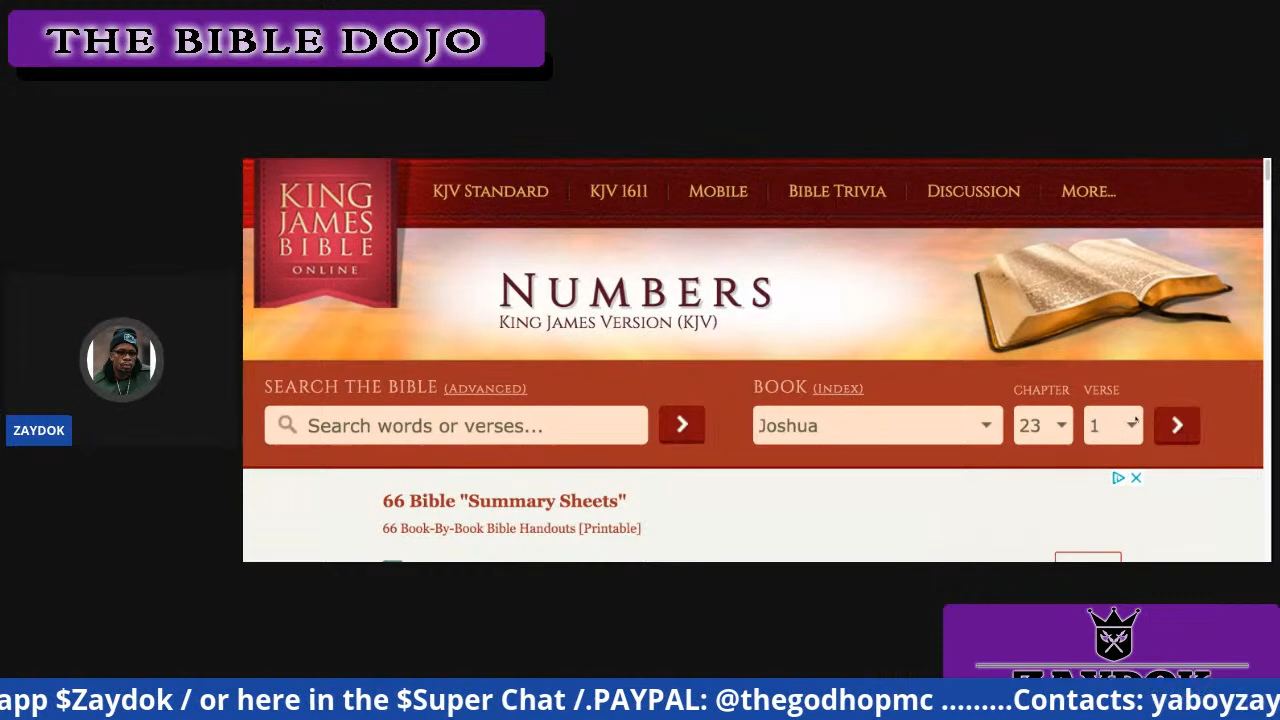 THE BIBLE DOJO
KING
JAMES
BIBLE
ONLINE
KJV STANDARD
KJV 1611
MOBILE
BIBLE TRIVIA
DISCUSSION
MORE...
NUMBERS
KING JAMES VERSION (KJV)
SEARCH THE BIBLE (ADVANCED)
BOOK (INDEX)
CHAPTER
VERSE
Search words or verses...
Joshua
23
1
ZAYDOK
66 Bible "Summary Sheets"
66 Book-By-Book Bible Handouts [Printable]
ZAYDOK
app $Zaydok / or here in the $Super Chat /.PAYPAL: @thegodhopmc .........Contacts: yaboyzay